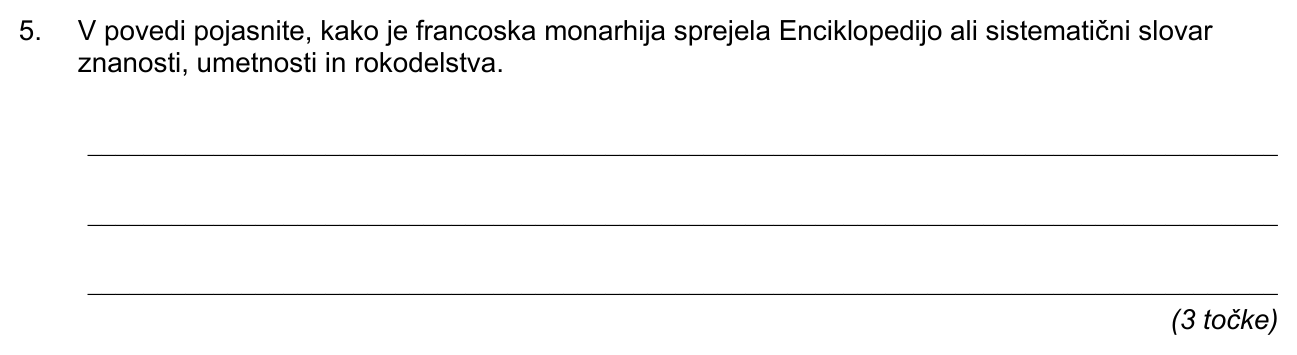 5. V povedi pojasnite, kako je francoska monarhija sprejela Enciklopedijo ali sistematični slovar
znanosti, umetnosti in rokodelstva.
(3 točke)